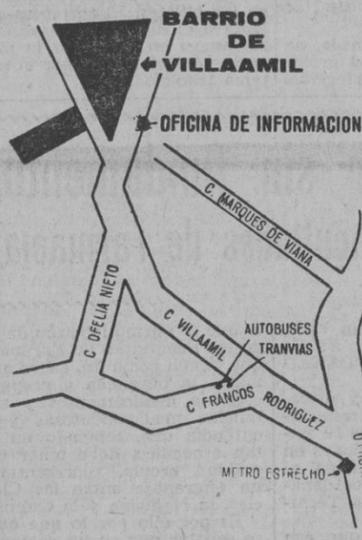 BARRIO
DE
VILLAAMIL
OFICINA DE INFORMACION
C. MARQUES DE VIANA
C OFELIA NIETO
C VILLAAMIL
AUTOBUSES
TRANVIAS
C FRANCOS RODRIGUEZ
METRO ESTRECHO